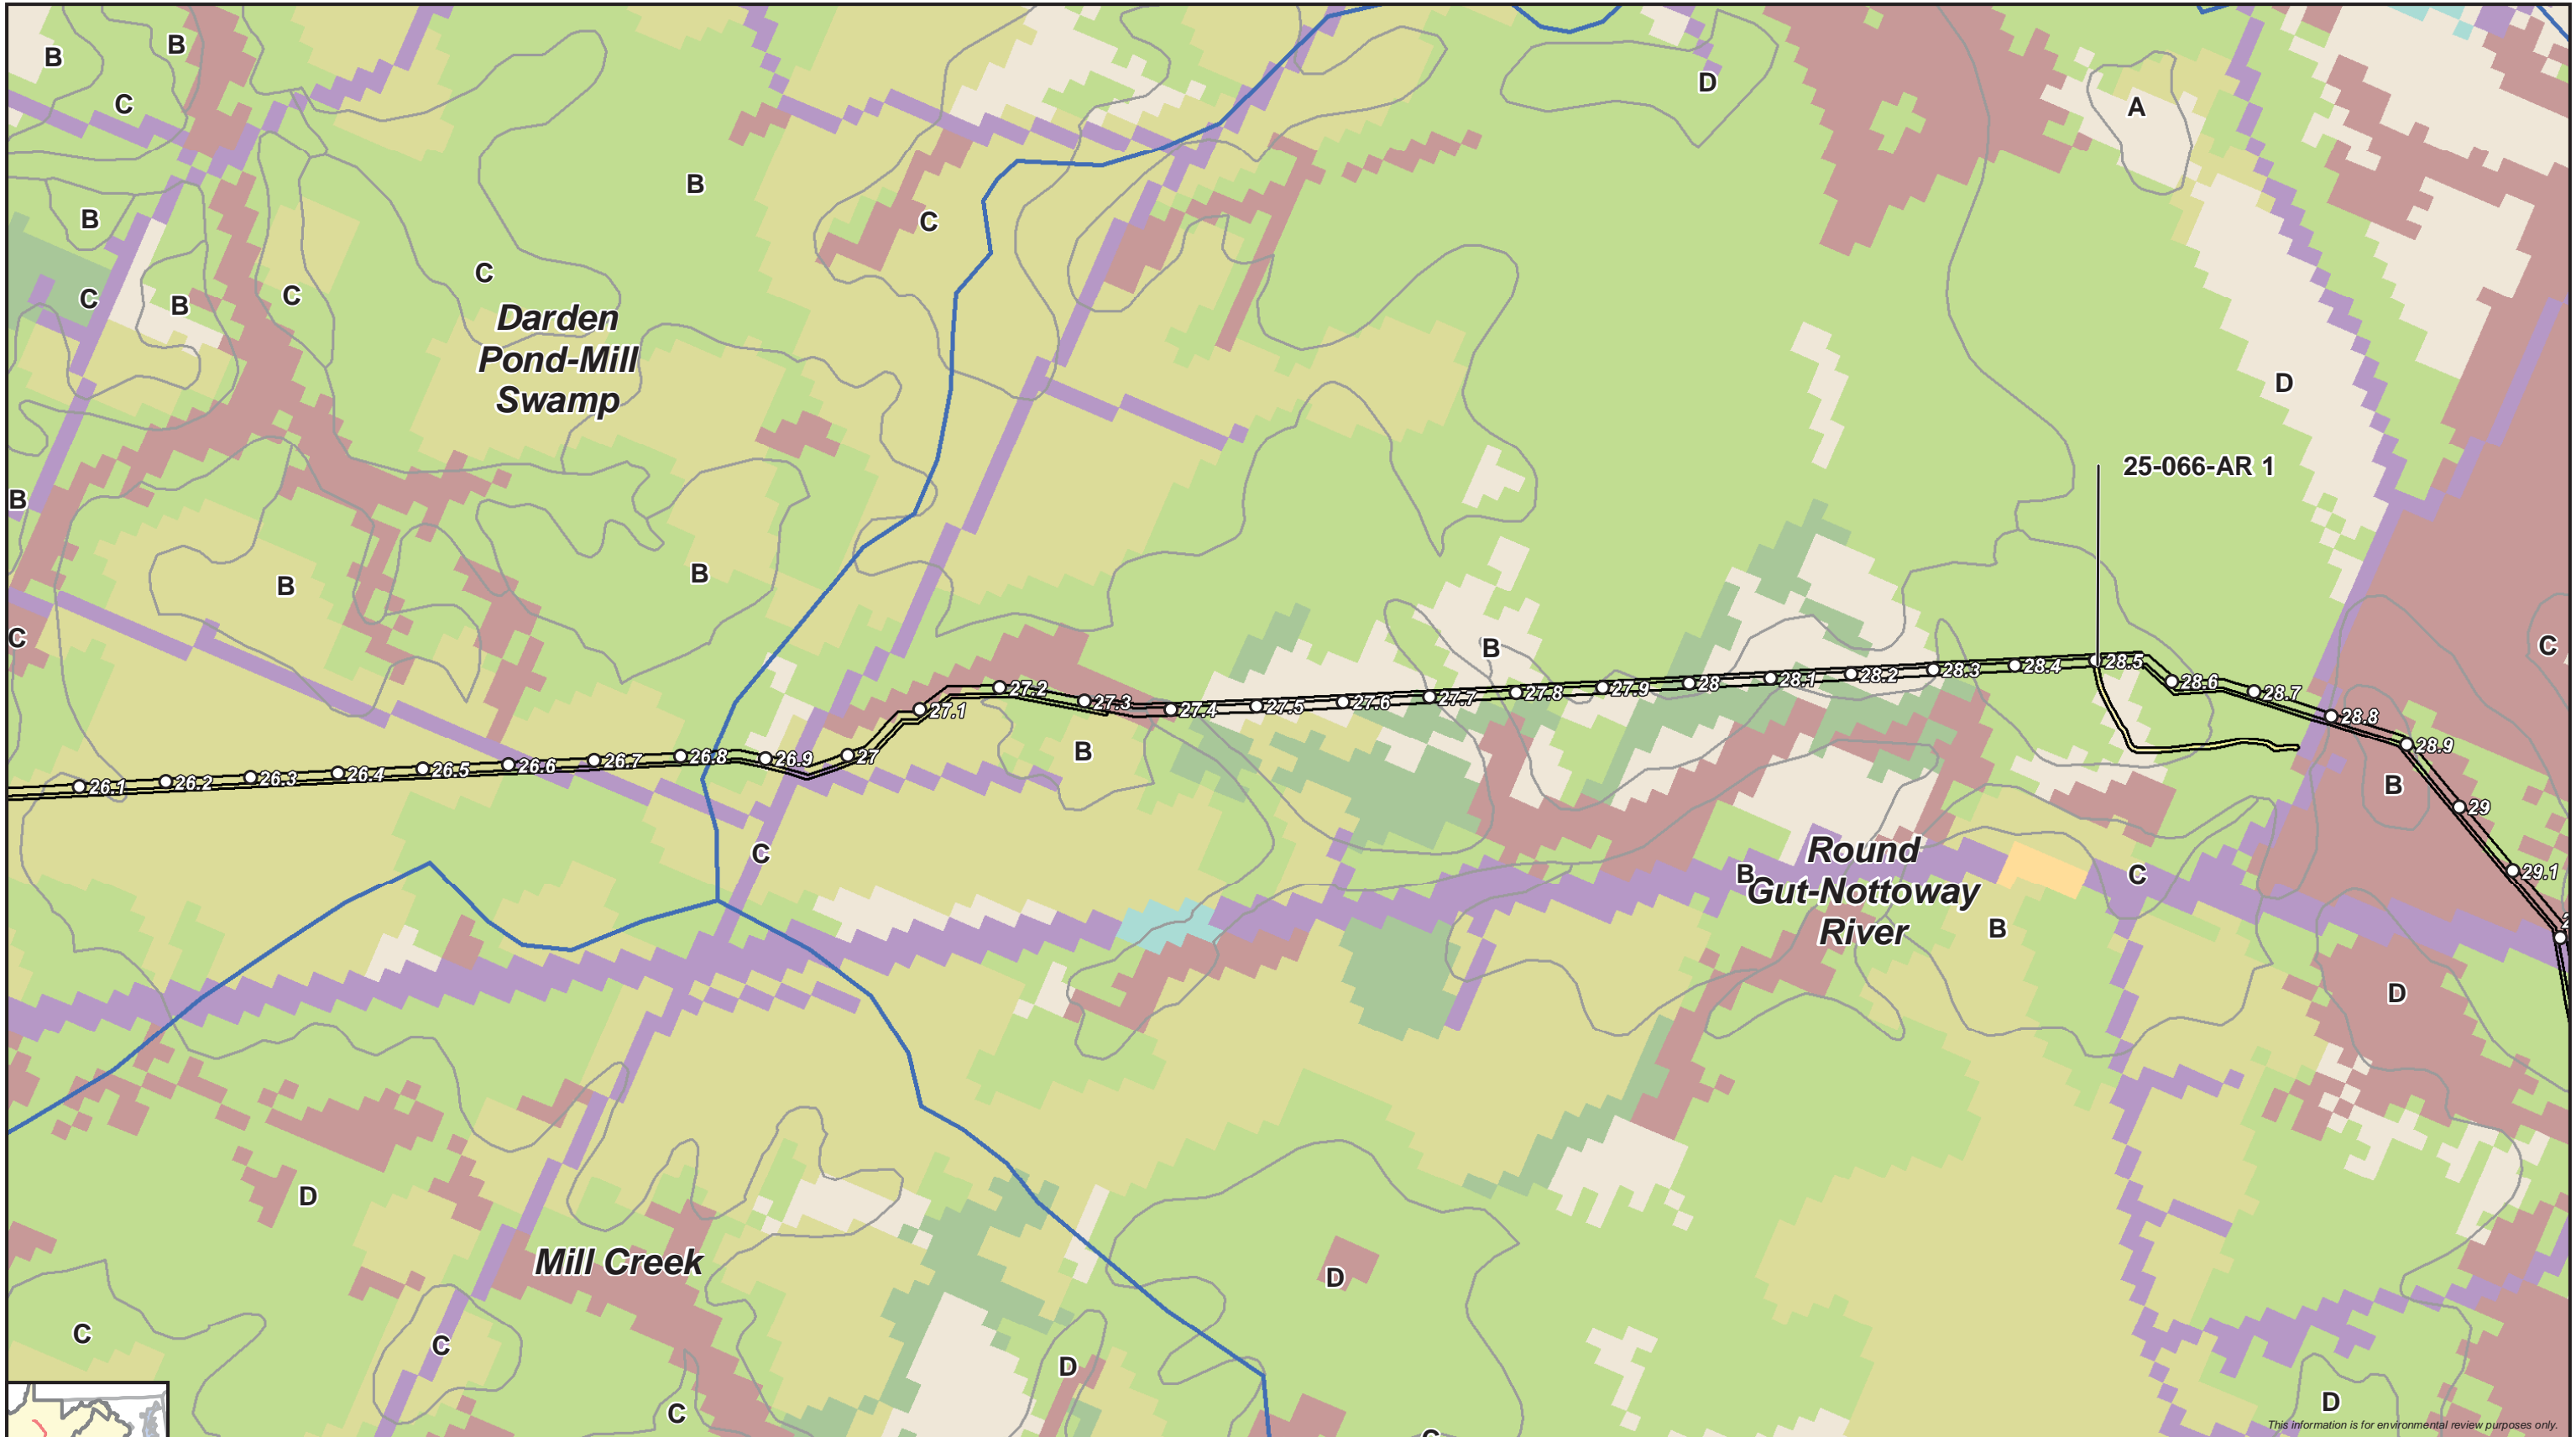 B
B
C
B
C
B
C
B
C
C
B
C
B
C
D
A
D
Darden
Pond-Mill
Swamp
25-066-AR 1
B
B
B
C
26.1
26.2
26.3
26.4
26.5
26.6
26.7
26.8
26.9
27
27.1
27.2
27.3
27.4
27.5
27.6
27.7
27.8
27.9
28
28.1
28.2
28.3
28.4
28.5
28.6
28.7
28.8
28.9
29
29.1
B
B
C
B
C
B
C
B
D
Round
Gut-Nottoway
River
D
Mill Creek
D
C
C
C
D
D
This information is for environmental review purposes only.